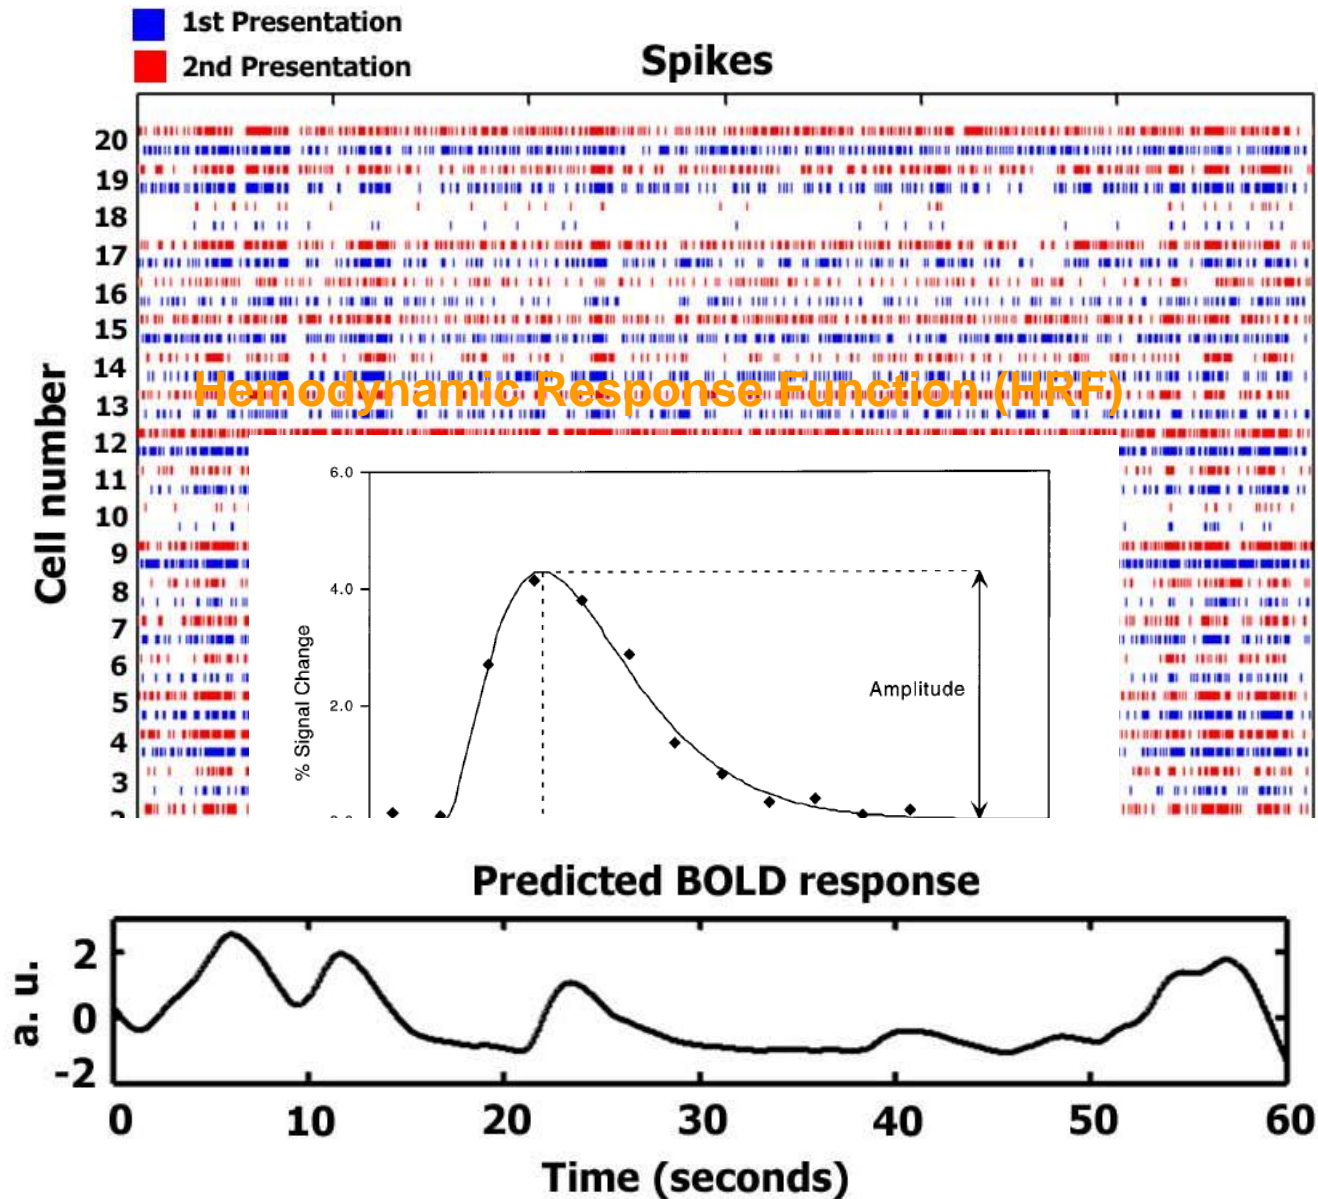 1st Presentation
2nd Presentation
Spikes
20
19
18
17
16
15
14
Hemodynamic Response Function (HRF)
13
12
11
10
9
8
7
6
5
4
3
Cell number
6.0
4.0
2.0
% Signal Change
Amplitude
Predicted BOLD response
2
0
-2
a. u.
0 10 20 30 40 50 60
Time (seconds)